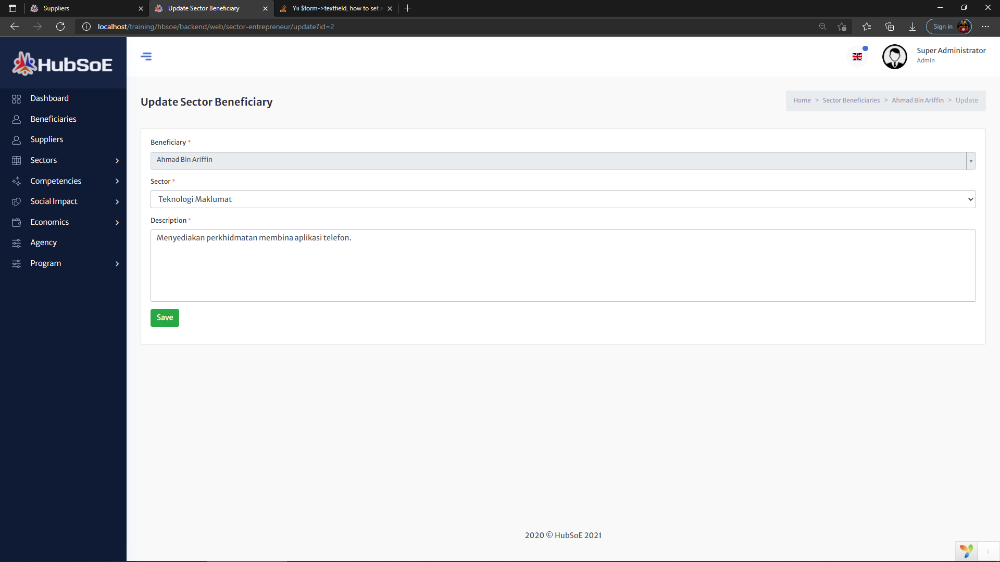 Suppliers
Update Sector Beneficiary
Yii $form->textfield, how to set a
localhost/training/hbsoe/backend/web/sector-entrepreneur/update?id=2
Sign in
HubSoE
Super Administrator
Admin
Dashboard
Beneficiaries
Suppliers
Sectors
Competencies
Social Impact
Economics
Agency
Program
Update Sector Beneficiary
Home > Sector Beneficiaries > Ahmad Bin Ariffin > Update
Beneficiary *
Ahmad Bin Ariffin
Sector *
Teknologi Maklumat
Description *
Menyediakan perkhidmatan membina aplikasi telefon.
Save
2020 © HubSoE 2021